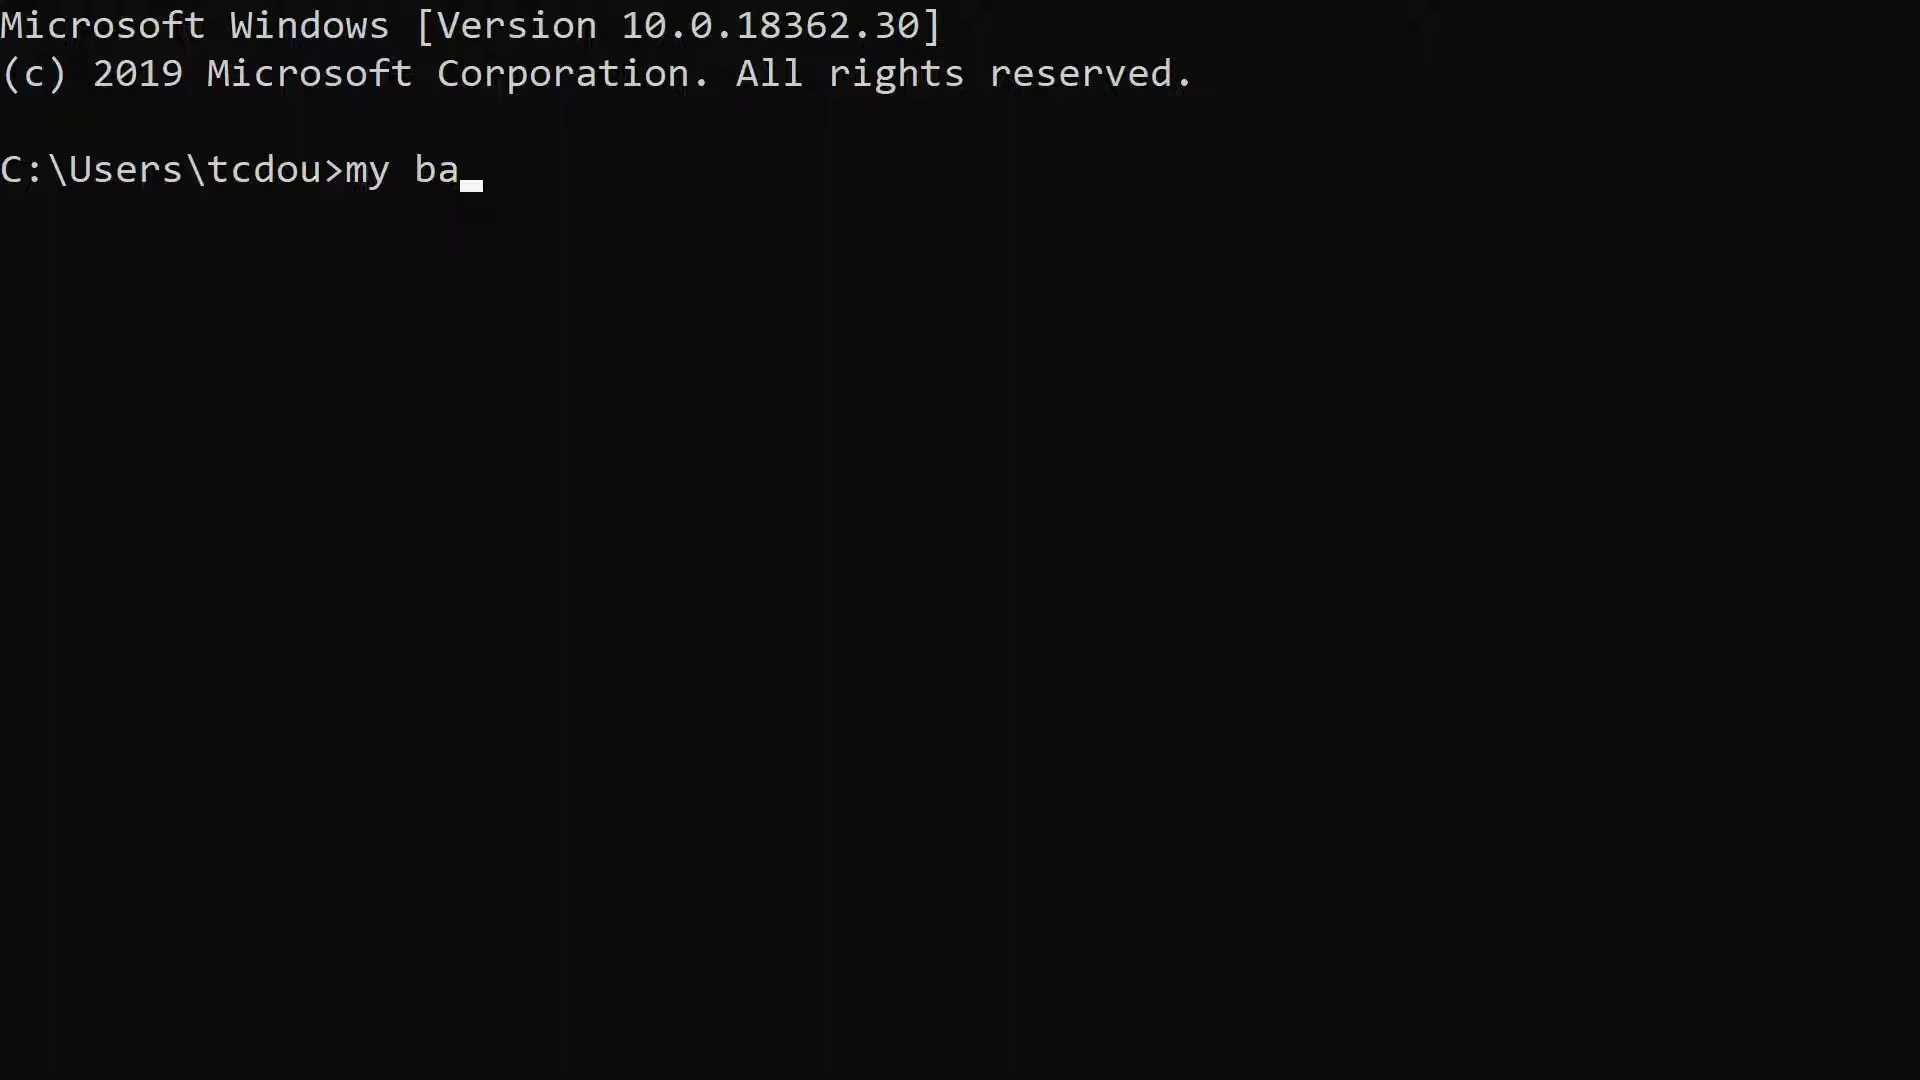 Microsoft Windows [Version 10.0.18362.30]
(c) 2019 Microsoft Corporation. All rights reserved.
C:\Users\tcdou>my ba